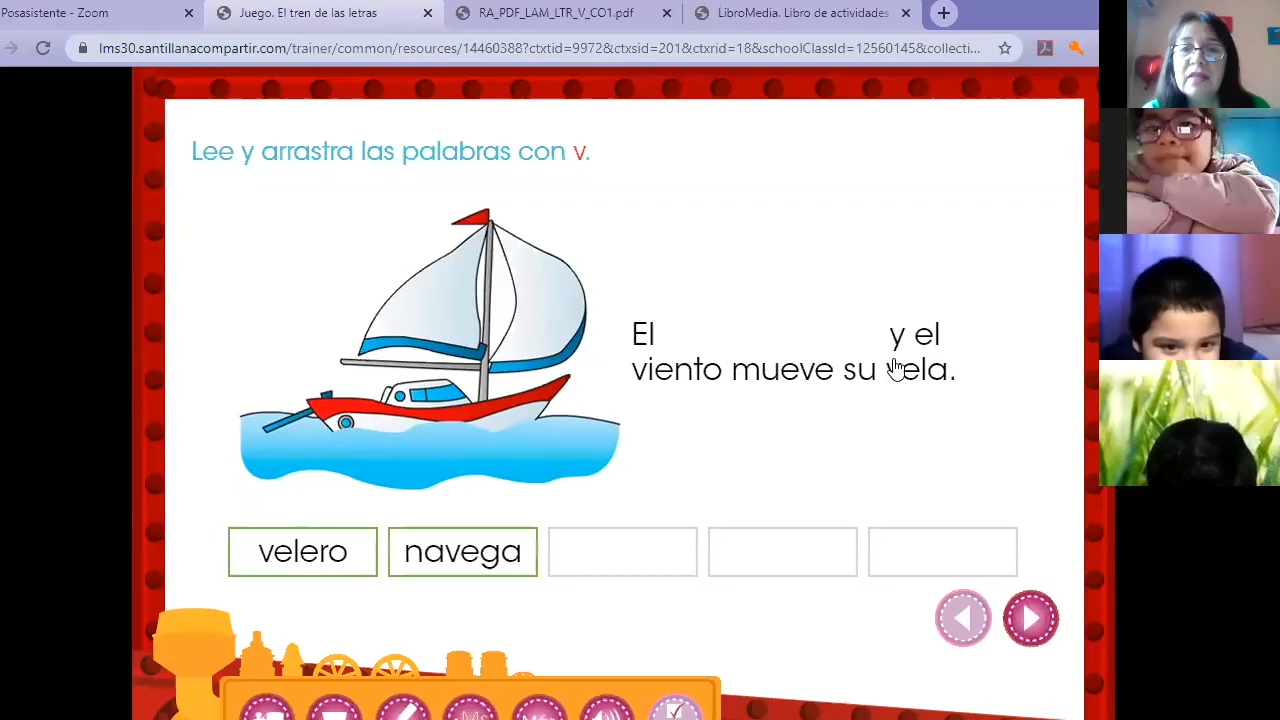 Posasistente - Zoom
Juego. El tren de las letras
RA_PDF_LAM_LTR_V_CO1.pdf
LibroMedia. Libro de actividades
lms30.santillanacompartir.com/trainer/common/resources/14460338?ctxtid=9972&ctxsid=201&ctxrid=18&schoolClassId=12560145&collecti...
Lee y arrastra las palabras con v.
El y el
viento mueve su vela.
velero navega